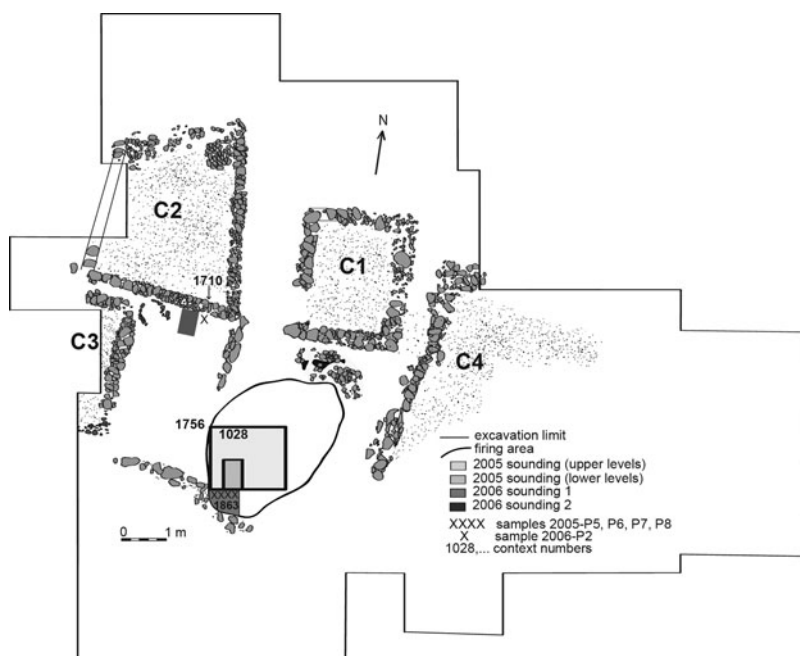 N
C2
C1
1710
X
C3
C4
1756
1028
XXXX
1863
0 1 m
excavation limit
firing area
2005 sounding (upper levels)
2005 sounding (lower levels)
2006 sounding 1
2006 sounding 2
XXXX samples 2005-P5, P6, P7, P8
X sample 2006-P2
1028,... context numbers